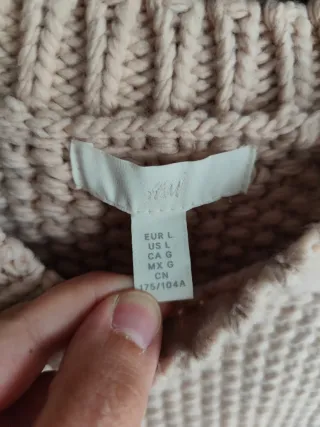 H&M
EUR L
US L
CA G
MX G
CN
175/104A